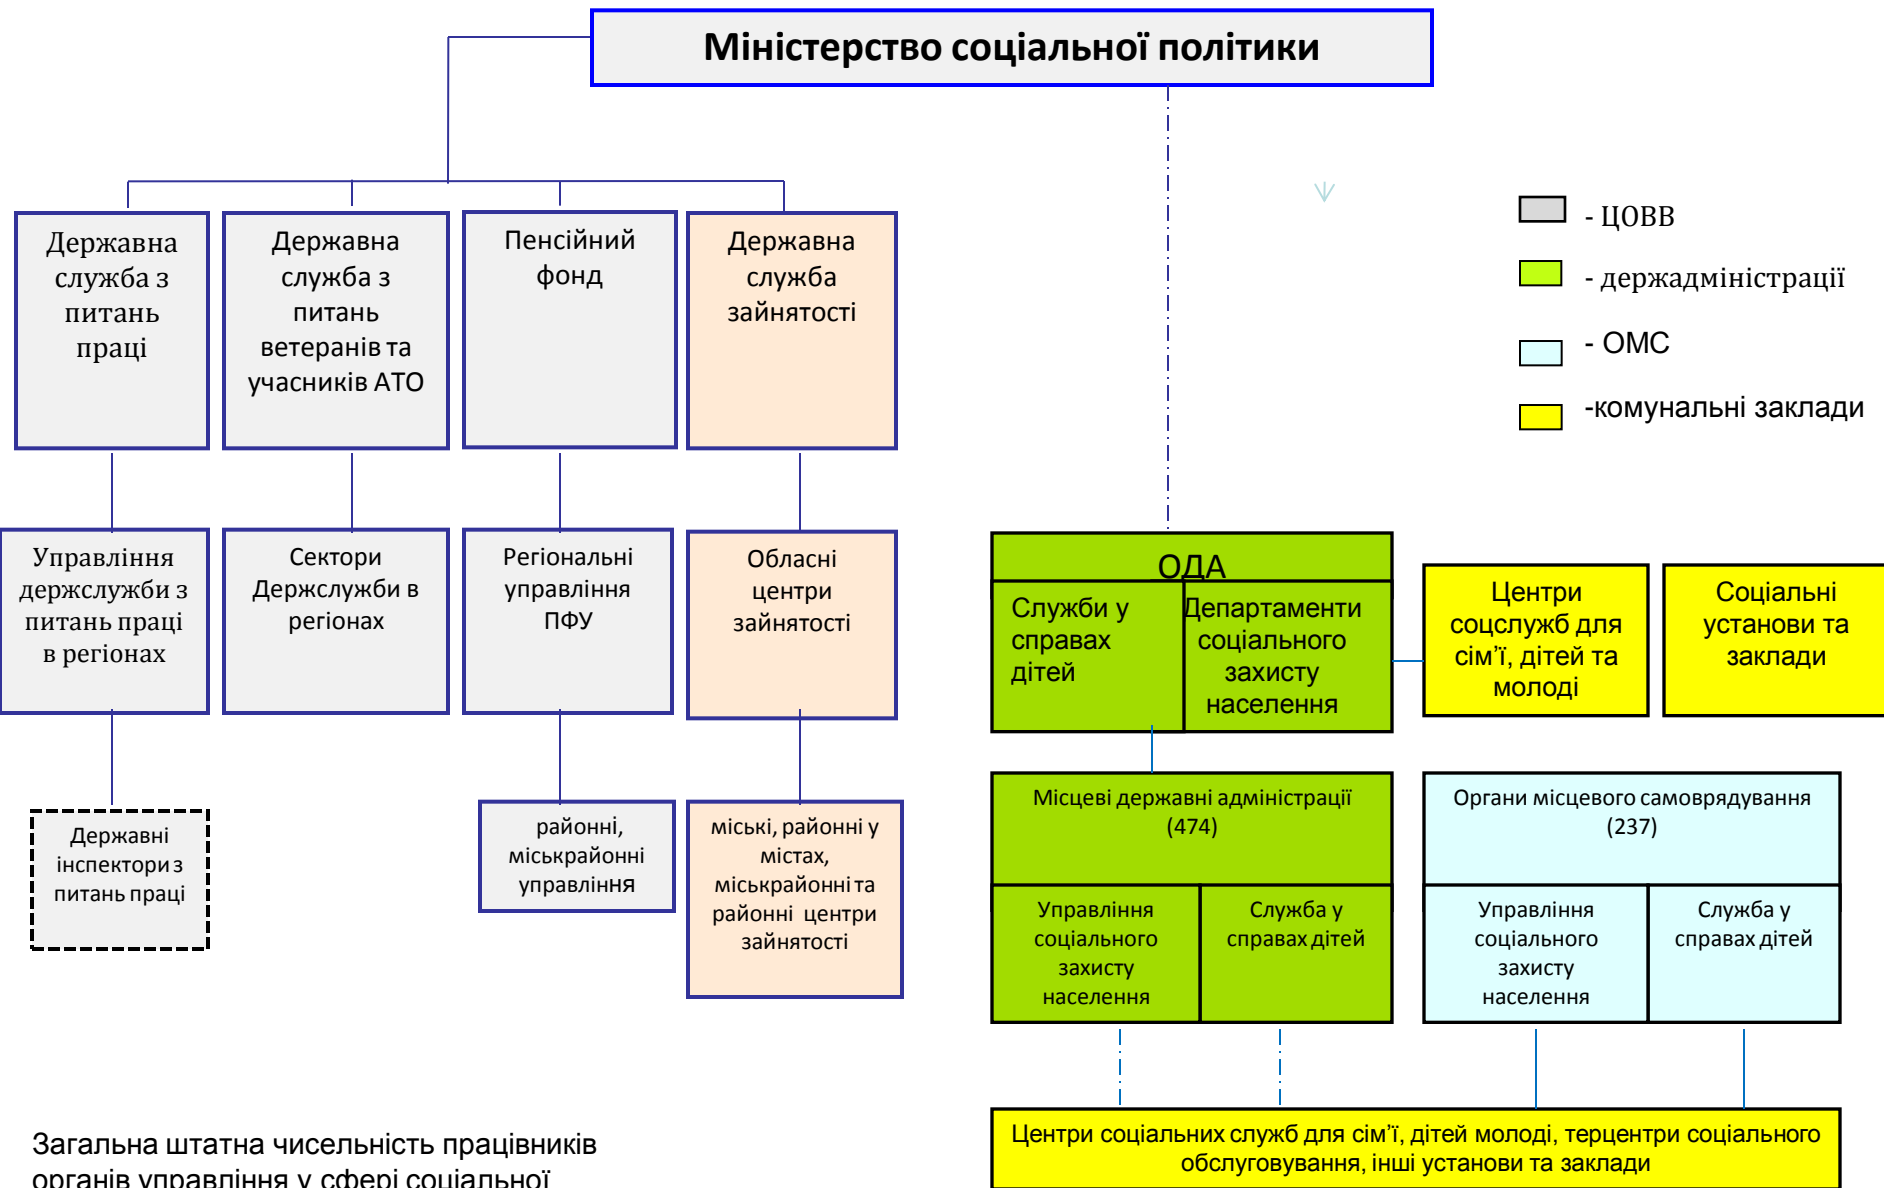 Міністерство соціальної політики
Державна
служба з
питань
праці
Державна
служба з
питань
ветеранів та
учасників АТО
Пенсійний
фонд
Державна
служба
зайнятості
- ЦОВВ
- держадміністрації
- ОМС
-комунальні заклади
Управління
держслужби з
питань праці
в регіонах
Сектори
Держслужби в
регіонах
Регіональні
управління
ПФУ
Обласні
центри
зайнятості
ОДА
Служби у
справах
дітей
Департаменти
соціального
захисту
населення
Центри
соцслужб для
сім’ї, дітей та
молоді
Соціальні
установи та
заклади
Державні
інспектори з
питань праці
районні,
міськрайонні
управління
міські, районні у
містах,
міськрайонні та
районні центри
зайнятості
Місцеві державні адміністрації
(474)
Управління
соціального
захисту
населення
Служба у
справах дітей
Органи місцевого самоврядування
(237)
Управління
соціального
захисту
населення
Служба у
справах дітей
Центри соціальних служб для сім’ї, дітей молоді, терцентри соціального
обслуговування, інші установи та заклади
Загальна штатна чисельність працівників
органів управління у сфері соціальної